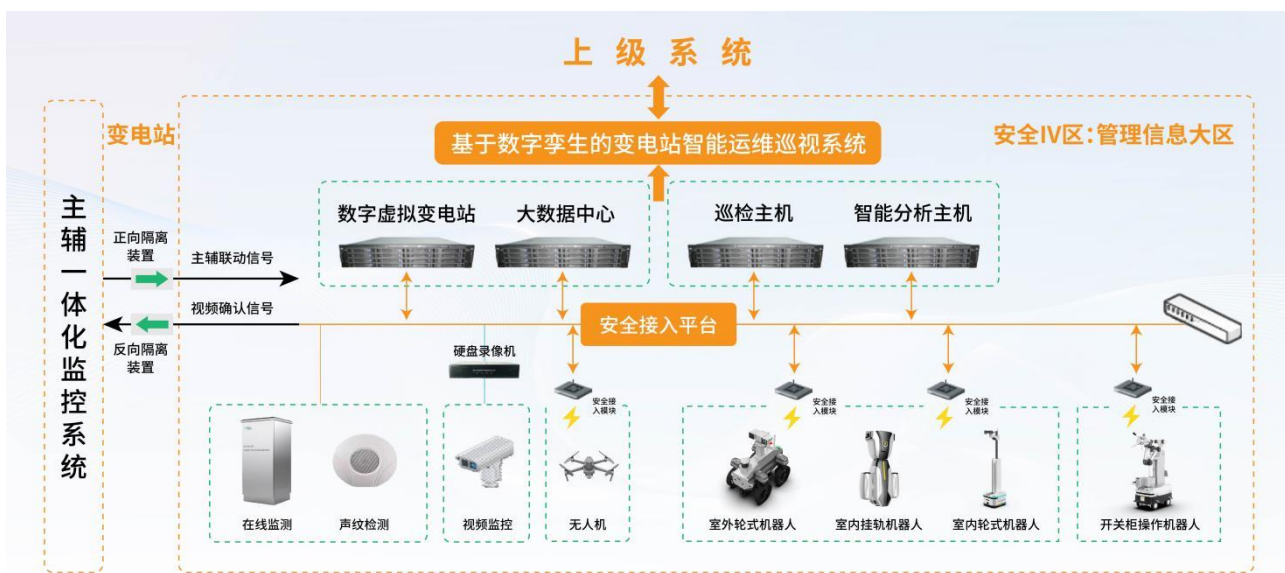 上级系统
变电站
基于数字孪生的变电站智能运维巡视系统
安全IV区：管理信息大区
主辅一体化监控系统
数字虚拟变电站
大数据中心
巡检主机
智能分析主机
正向隔离
装置
主辅联动信号
视频确认信号
反向隔离
装置
安全接入平台
硬盘录像机
安全接
入模块
安全接
入模块
安全接
入模块
安全接
入模块
在线监测
声纹检测
视频监控
无人机
室外轮式机器人
室内挂轨机器人
室内轮式机器人
开关柜操作机器人